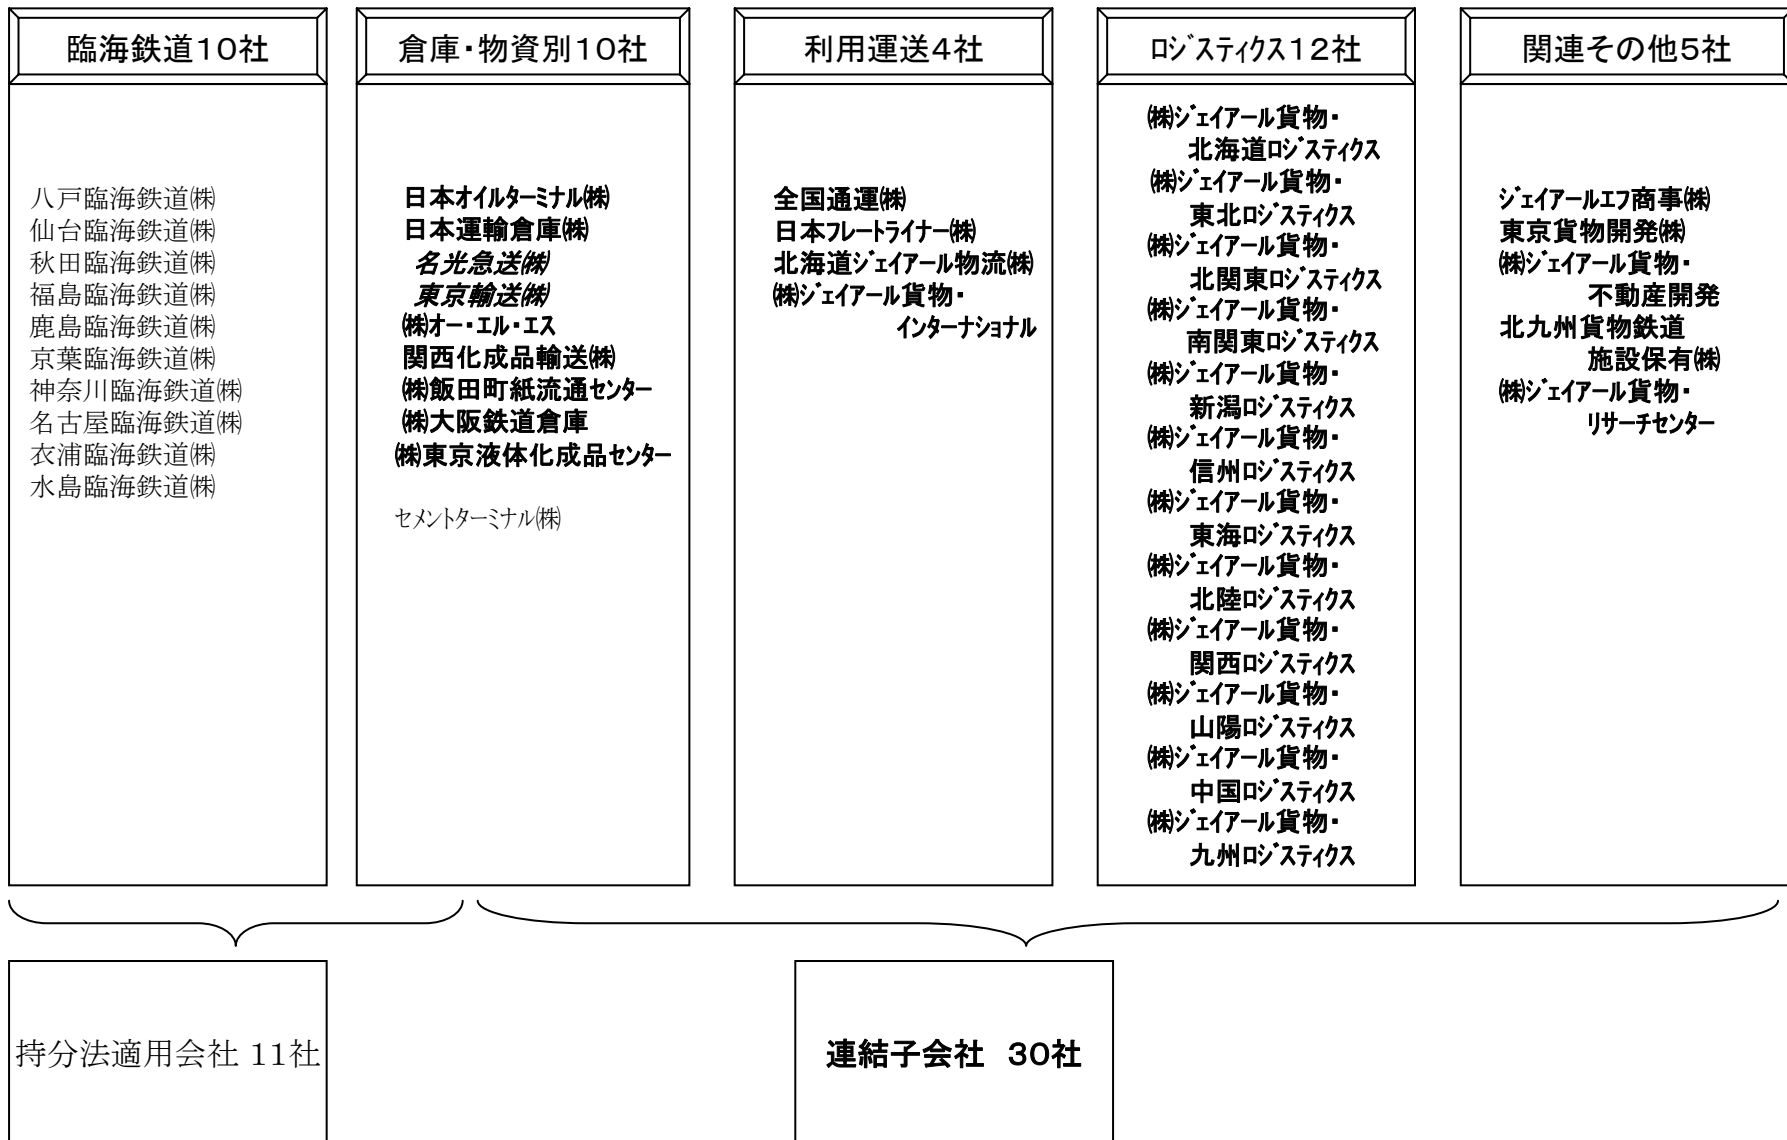 臨海鉄道10社
八戸臨海鉄道㈱
仙台臨海鉄道㈱
秋田臨海鉄道㈱
福島臨海鉄道㈱
鹿島臨海鉄道㈱
京葉臨海鉄道㈱
神奈川臨海鉄道㈱
名古屋臨海鉄道㈱
衣浦臨海鉄道㈱
水島臨海鉄道㈱
倉庫・物資別10社
日本オイルターミナル㈱
日本運輸倉庫㈱
名光急送㈱
東京輸送㈱
㈱オー・エル・エス
関西化成品輸送㈱
㈱飯田町紙流通センター
㈱大阪鉄道倉庫
㈱東京液体化成品センター
セメントターミナル㈱
利用運送4社
全国通運㈱
日本フレートライナー㈱
北海道ジェイアール物流㈱
㈱ジェイアール貨物・
インターナショナル
ロジスティクス12社
㈱ジェイアール貨物・
北海道ロジスティクス
㈱ジェイアール貨物・
東北ロジスティクス
㈱ジェイアール貨物・
北関東ロジスティクス
㈱ジェイアール貨物・
南関東ロジスティクス
㈱ジェイアール貨物・
新潟ロジスティクス
㈱ジェイアール貨物・
信州ロジスティクス
㈱ジェイアール貨物・
東海ロジスティクス
㈱ジェイアール貨物・
北陸ロジスティクス
㈱ジェイアール貨物・
関西ロジスティクス
㈱ジェイアール貨物・
山陽ロジスティクス
㈱ジェイアール貨物・
中国ロジスティクス
㈱ジェイアール貨物・
九州ロジスティクス
関連その他5社
ジェイアールエフ商事㈱
東京貨物開発㈱
㈱ジェイアール貨物・
不動産開発
北九州貨物鉄道
施設保有㈱
㈱ジェイアール貨物・
リサーチセンター
持分法適用会社 11社
連結子会社　30社